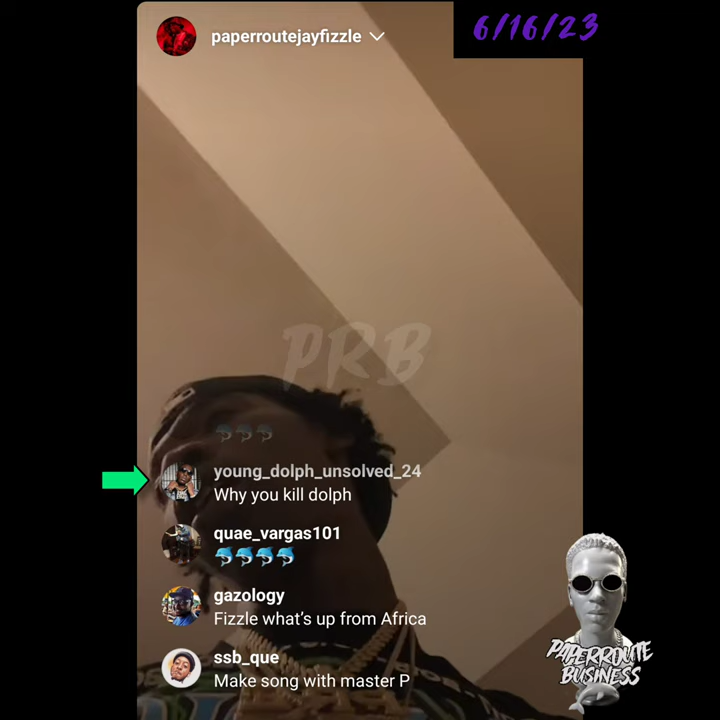 paperroutejayfizzle
6/16/23
PRB
🐬🐬🐬
young_dolph_unsolved_24
Why you kill dolph
quae_vargas101
🐬🐬🐬🐬
gazology
Fizzle what's up from Africa
ssb_que
Make song with master P
PAPERROUTE
BUSINESS